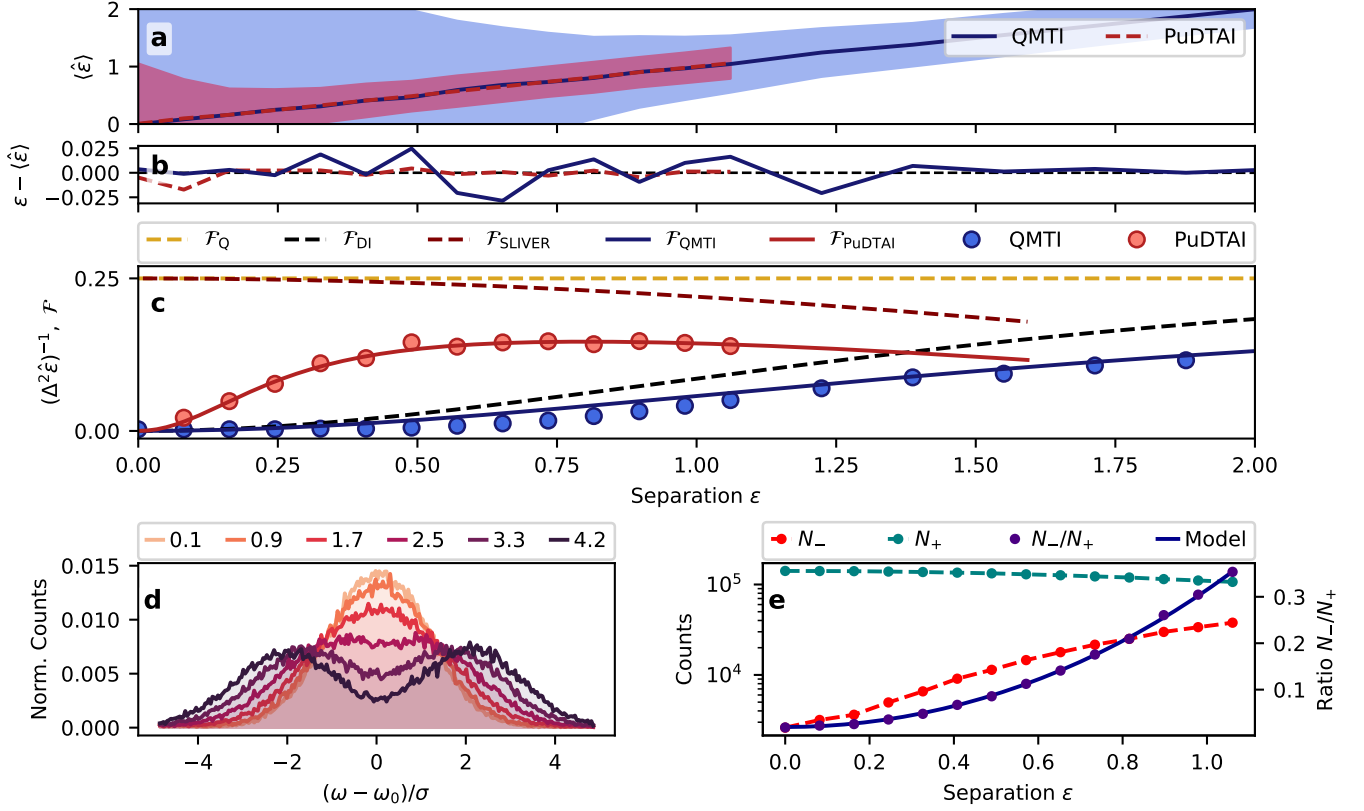 a
⟨ε̂⟩
2
1
0
QMTI
PuDTAI
b
ε − ⟨ε̂⟩
0.025
0.000
−0.025
ℱQ
ℱDI
ℱSLIVER
ℱQMTI
ℱPuDTAI
QMTI
PuDTAI
c
(Δ²ε̂)⁻¹, ℱ
0.25
0.00
0.00 0.25 0.50 0.75 1.00 1.25 1.50 1.75 2.00
Separation ε
0.1 0.9 1.7 2.5 3.3 4.2
d
Norm. Counts
0.015
0.010
0.005
0.000
−4 −2 0 2 4
(ω − ω₀)/σ
N₋ N₊ N₋/N₊ Model
e
Counts
10⁵
10⁴
0.3
0.2
0.1
Ratio N₋/N₊
0.0 0.2 0.4 0.6 0.8 1.0
Separation ε